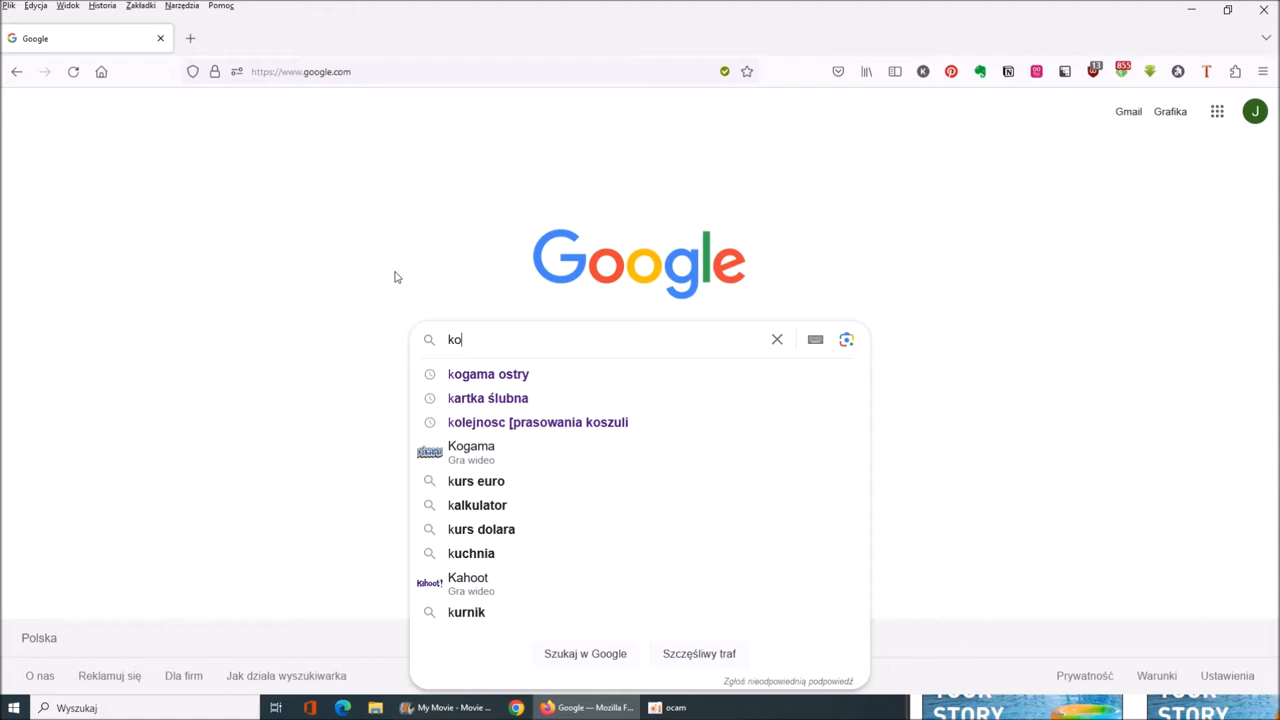 Plik Edycja Widok Historia Zakładki Narzędzia Pomoc
Google
https://www.google.com
K
13
855
T
Gmail Grafika
J
Google
ko
kogama ostry
kartka ślubna
kolejnosc [prasowania koszuli
Kogama
Gra wideo
kurs euro
kalkulator
kurs dolara
kuchnia
Kahoot!
Kahoot
Gra wideo
kurnik
Szukaj w Google Szczęśliwy traf
Zgłoś nieodpowiednią podpowiedź
Polska
O nas Reklamuj się Dla firm Jak działa wyszukiwarka
Prywatność Warunki Ustawienia
Wyszukaj
My Movie - Movie ...
Google — Mozilla F...
ocam
STORY
STORY